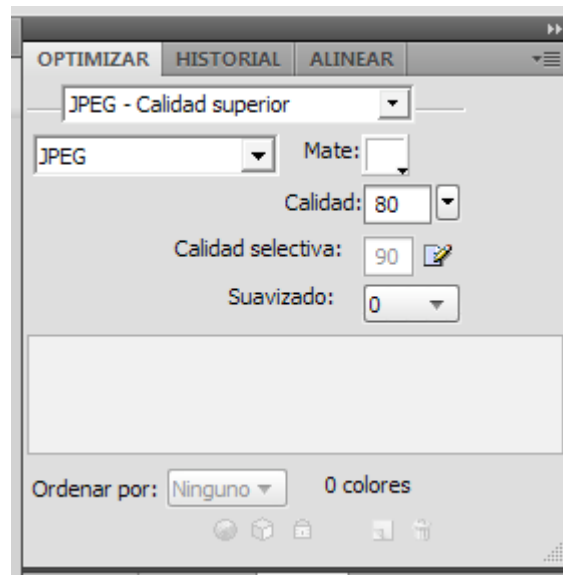 OPTIMIZAR HISTORIAL ALINEAR
JPEG - Calidad superior
JPEG Mate:
Calidad: 80
Calidad selectiva: 90
Suavizado: 0
Ordenar por: Ninguno 0 colores